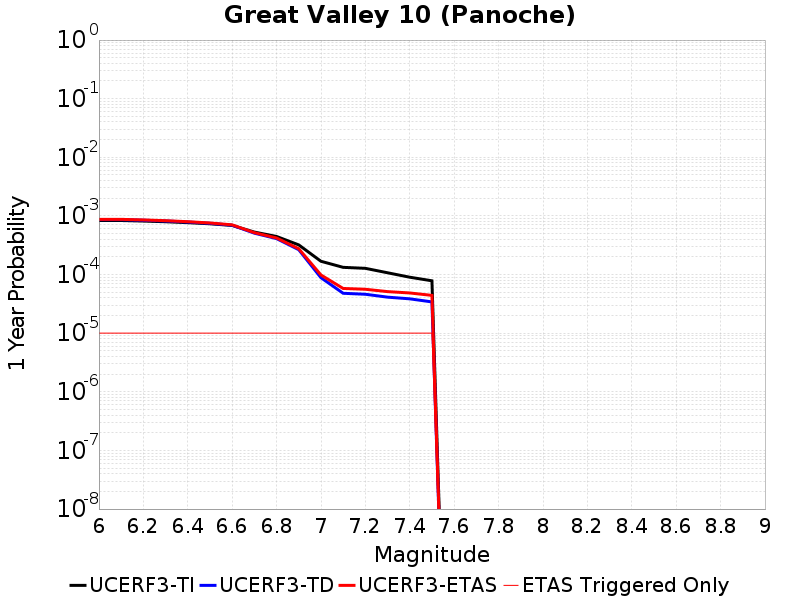 Great Valley 10 (Panoche)
10^0
10^-1
10^-2
10^-3
10^-4
10^-5
10^-6
10^-7
10^-8
1 Year Probability
6 6.2 6.4 6.6 6.8 7 7.2 7.4 7.6 7.8 8 8.2 8.4 8.6 8.8 9
Magnitude
UCERF3-TI UCERF3-TD UCERF3-ETAS ETAS Triggered Only